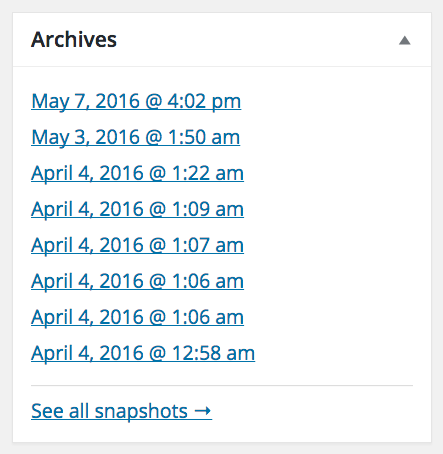 Archives
May 7, 2016 @ 4:02 pm
May 3, 2016 @ 1:50 am
April 4, 2016 @ 1:22 am
April 4, 2016 @ 1:09 am
April 4, 2016 @ 1:07 am
April 4, 2016 @ 1:06 am
April 4, 2016 @ 1:06 am
April 4, 2016 @ 12:58 am
See all snapshots →